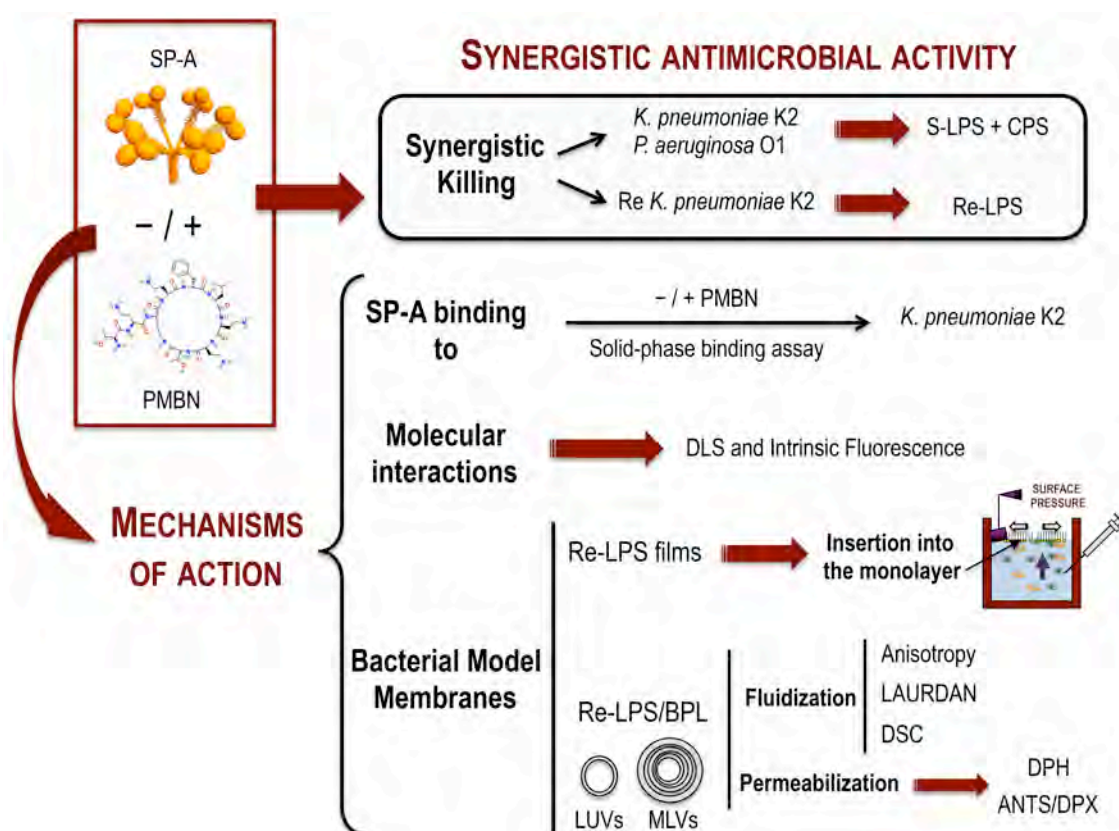 SP-A
– / +
PMBN
SYNERGISTIC ANTIMICROBIAL ACTIVITY
Synergistic
Killing
K. pneumoniae K2
P. aeruginosa O1
S-LPS + CPS
Re K. pneumoniae K2
Re-LPS
MECHANISMS
OF ACTION
SP-A binding
to
– / + PMBN
Solid-phase binding assay
K. pneumoniae K2
Molecular
interactions
DLS and Intrinsic Fluorescence
Bacterial Model
Membranes
Re-LPS films
Insertion into
the monolayer
SURFACE
PRESSURE
Re-LPS/BPL
LUVs
MLVs
Fluidization
Anisotropy
LAURDAN
DSC
Permeabilization
DPH
ANTS/DPX